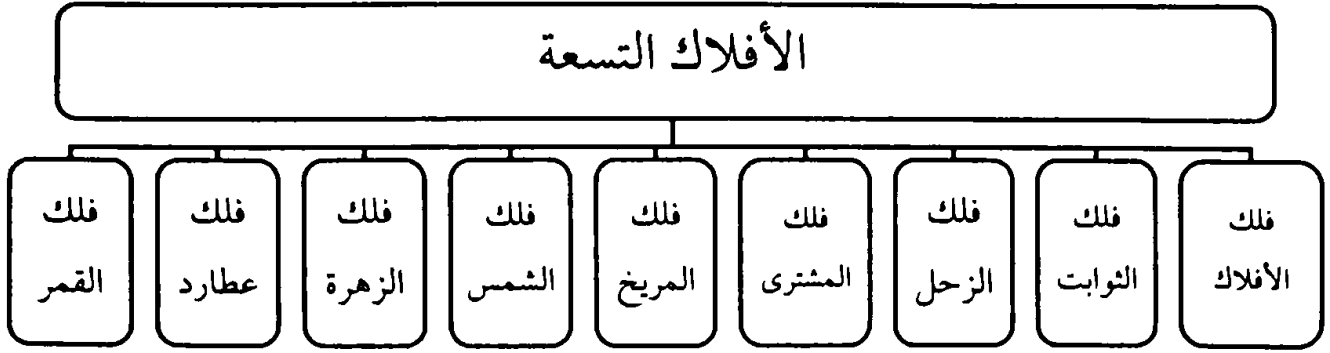 الأفلاك التسعة
فلك
الأفلاك
فلك
الثوابت
فلك
الزحل
فلك
المشترى
فلك
المريخ
فلك
الشمس
فلك
الزهرة
فلك
عطارد
فلك
القمر